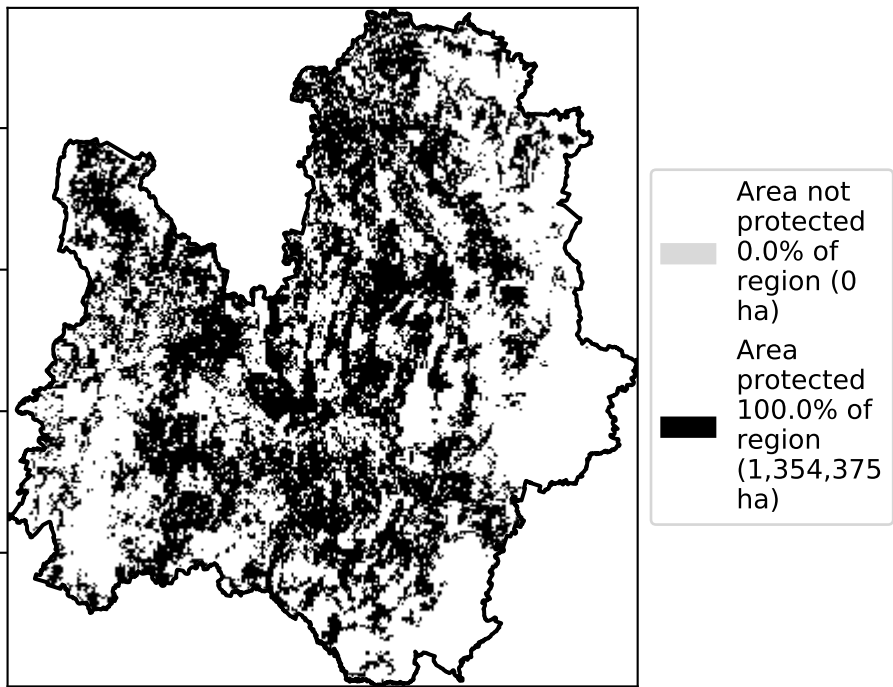 Area not
protected
0.0% of
region (0
ha)
Area
protected
100.0% of
region
(1,354,375
ha)